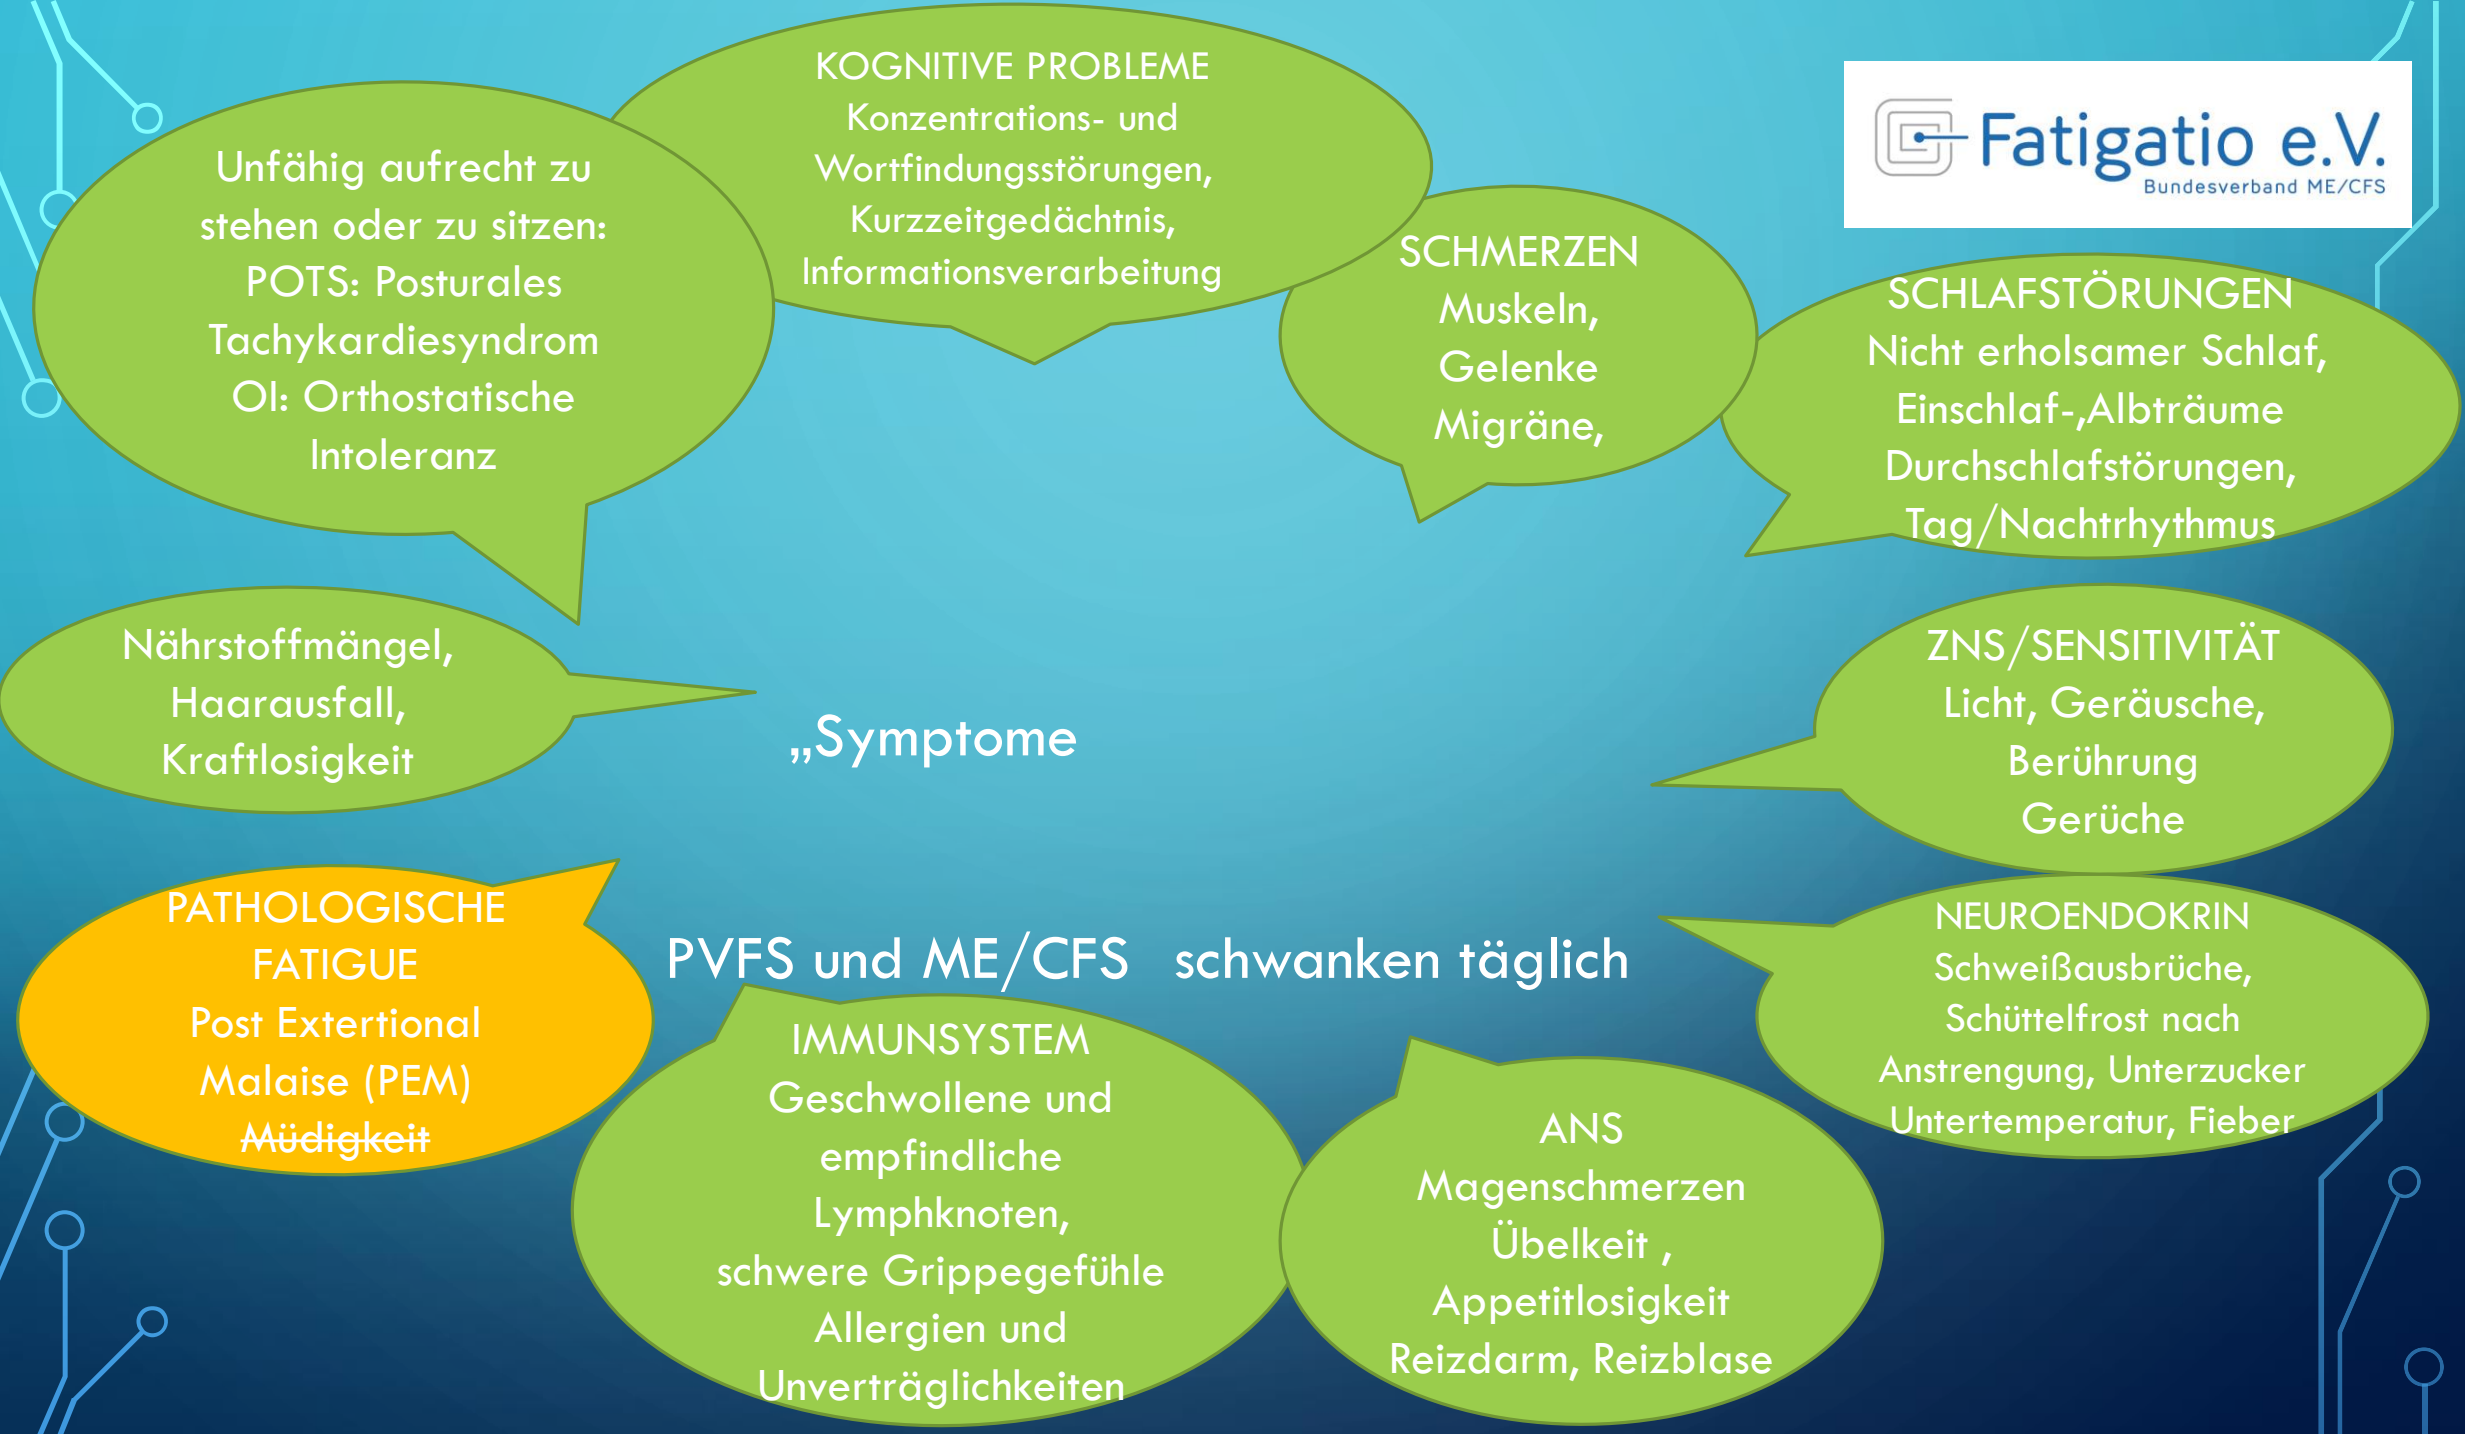 KOGNITIVE PROBLEME
Konzentrations- und
Wortfindungsstörungen,
Kurzzeitgedächtnis,
Informationsverarbeitung
Fatigatio e.V.
Bundesverband ME/CFS
Unfähig aufrecht zu
stehen oder zu sitzen:
POTS: Posturales
Tachykardiesyndrom
OI: Orthostatische
Intoleranz
SCHMERZEN
Muskeln,
Gelenke
Migräne,
SCHLAFSTÖRUNGEN
Nicht erholsamer Schlaf,
Einschlaf-,Albträume
Durchschlafstörungen,
Tag/Nachtrhythmus
Nährstoffmängel,
Haarausfall,
Kraftlosigkeit
„Symptome
ZNS/SENSITIVITÄT
Licht, Geräusche,
Berührung
Gerüche
PATHOLOGISCHE
FATIGUE
Post Extertional
Malaise (PEM)
Müdigkeit
PVFS und ME/CFS schwanken täglich
NEUROENDOKRIN
Schweißausbrüche,
Schüttelfrost nach
Anstrengung, Unterzucker
Untertemperatur, Fieber
IMMUNSYSTEM
Geschwollene und
empfindliche
Lymphknoten,
schwere Grippegefühle
Allergien und
Unverträglichkeiten
ANS
Magenschmerzen
Übelkeit ,
Appetitlosigkeit
Reizdarm, Reizblase